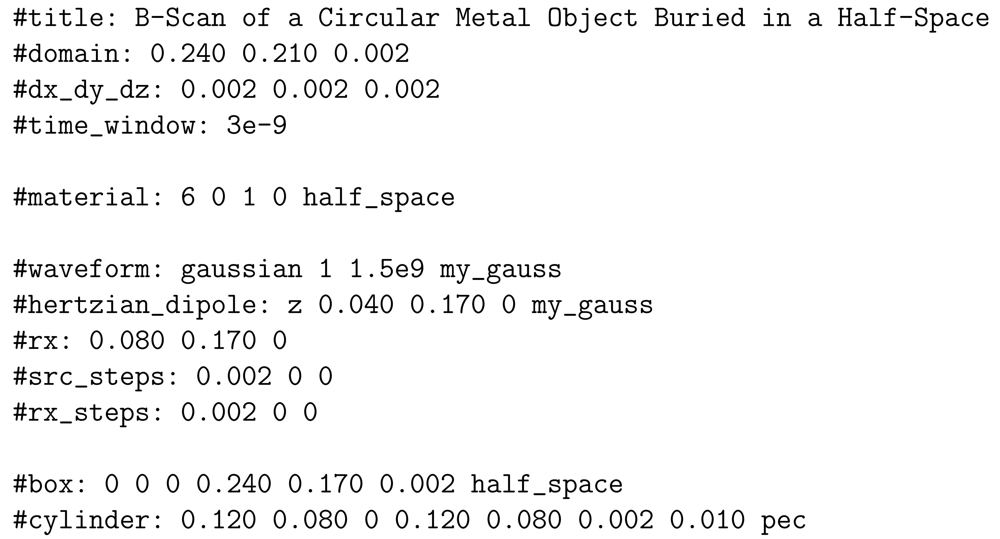 #title: B-Scan of a Circular Metal Object Buried in a Half-Space
#domain: 0.240 0.210 0.002
#dx_dy_dz: 0.002 0.002 0.002
#time_window: 3e-9
#material: 6 0 1 0 half_space
#waveform: gaussian 1 1.5e9 my_gauss
#hertzian_dipole: z 0.040 0.170 0 my_gauss
#rx: 0.080 0.170 0
#src_steps: 0.002 0 0
#rx_steps: 0.002 0 0
#box: 0 0 0 0.240 0.170 0.002 half_space
#cylinder: 0.120 0.080 0 0.120 0.080 0.002 0.010 pec